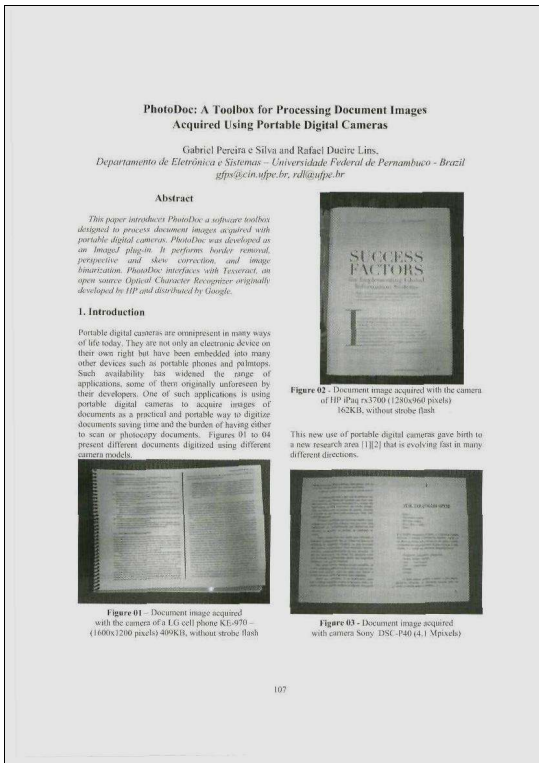 PhotoDoc: A Toolbox for Processing Document Images
Acquired Using Portable Digital Cameras
Gabriel Pereira e Silva and Rafael Dueire Lins,
Departamento de Eletrônica e Sistemas – Universidade Federal de Pernambuco - Brazil
gfps@cin.ufpe.br, rdl@ufpe.br
Abstract
This paper introduces PhotoDoc a software toolbox
designed to process document images acquired with
portable digital cameras. PhotoDoc was developed as
an ImageJ plug-in. It performs border removal,
perspective and skew correction, and image
binarization. PhotoDoc interfaces with Tesseract, an
open source Optical Character Recognizer originally
developed by HP and distributed by Google.
1. Introduction
Portable digital cameras are omnipresent in many ways
of life today. They are not only an electronic device on
their own right but have been embedded into many
other devices such as portable phones and palmtops.
Such availability has widened the range of
applications, some of them originally unforeseen by
their developers. One of such applications is using
portable digital cameras to acquire images of
documents as a practical and portable way to digitize
documents saving time and the burden of having either
to scan or photocopy documents. Figures 01 to 04
present different documents digitized using different
camera models.
Figure 01 – Document image acquired
with the camera of a LG cell phone KE-970 –
(1600x1200 pixels) 409KB, without strobe flash
SUCCESS
FACTORS
for Implementing Global
Information Systems
Figure 02 - Document image acquired with the camera
of HP iPaq rx3700 (1280x960 pixels)
162KB, without strobe flash
This new use of portable digital cameras gave birth to
a new research area [1][2] that is evolving fast in many
different directions.
Figure 03 - Document image acquired
with camera Sony DSC-P40 (4.1 Mpixels)
107